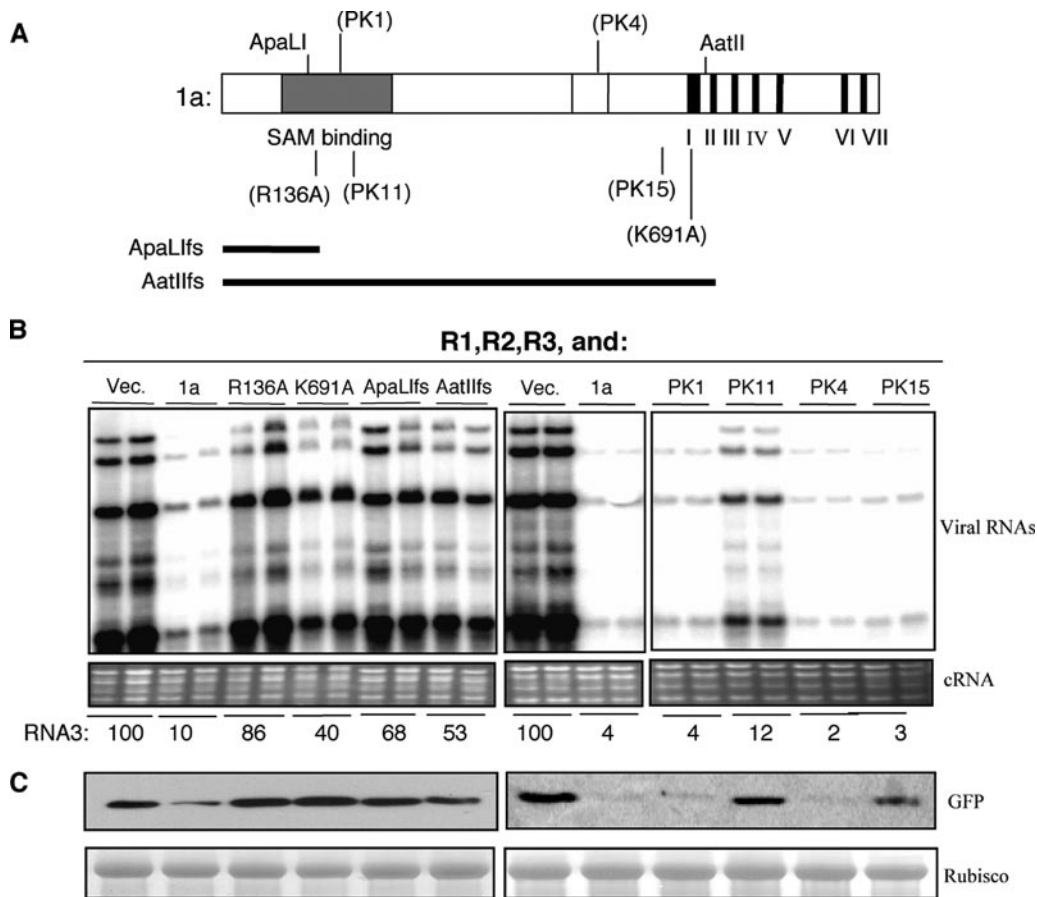 A
(PK1)
(PK4)
ApaLI
AatII
1a:
SAM binding
I II III IV V VI VII
(R136A)
(PK11)
(PK15)
(K691A)
ApaLIfs
AatIIfs
B
R1,R2,R3, and:
Vec. 1a R136A K691A ApaLIfs AatIIfs Vec. 1a PK1 PK11 PK4 PK15
Viral RNAs
cRNA
RNA3: 100 10 86 40 68 53 100 4 4 12 2 3
C
GFP
Rubisco